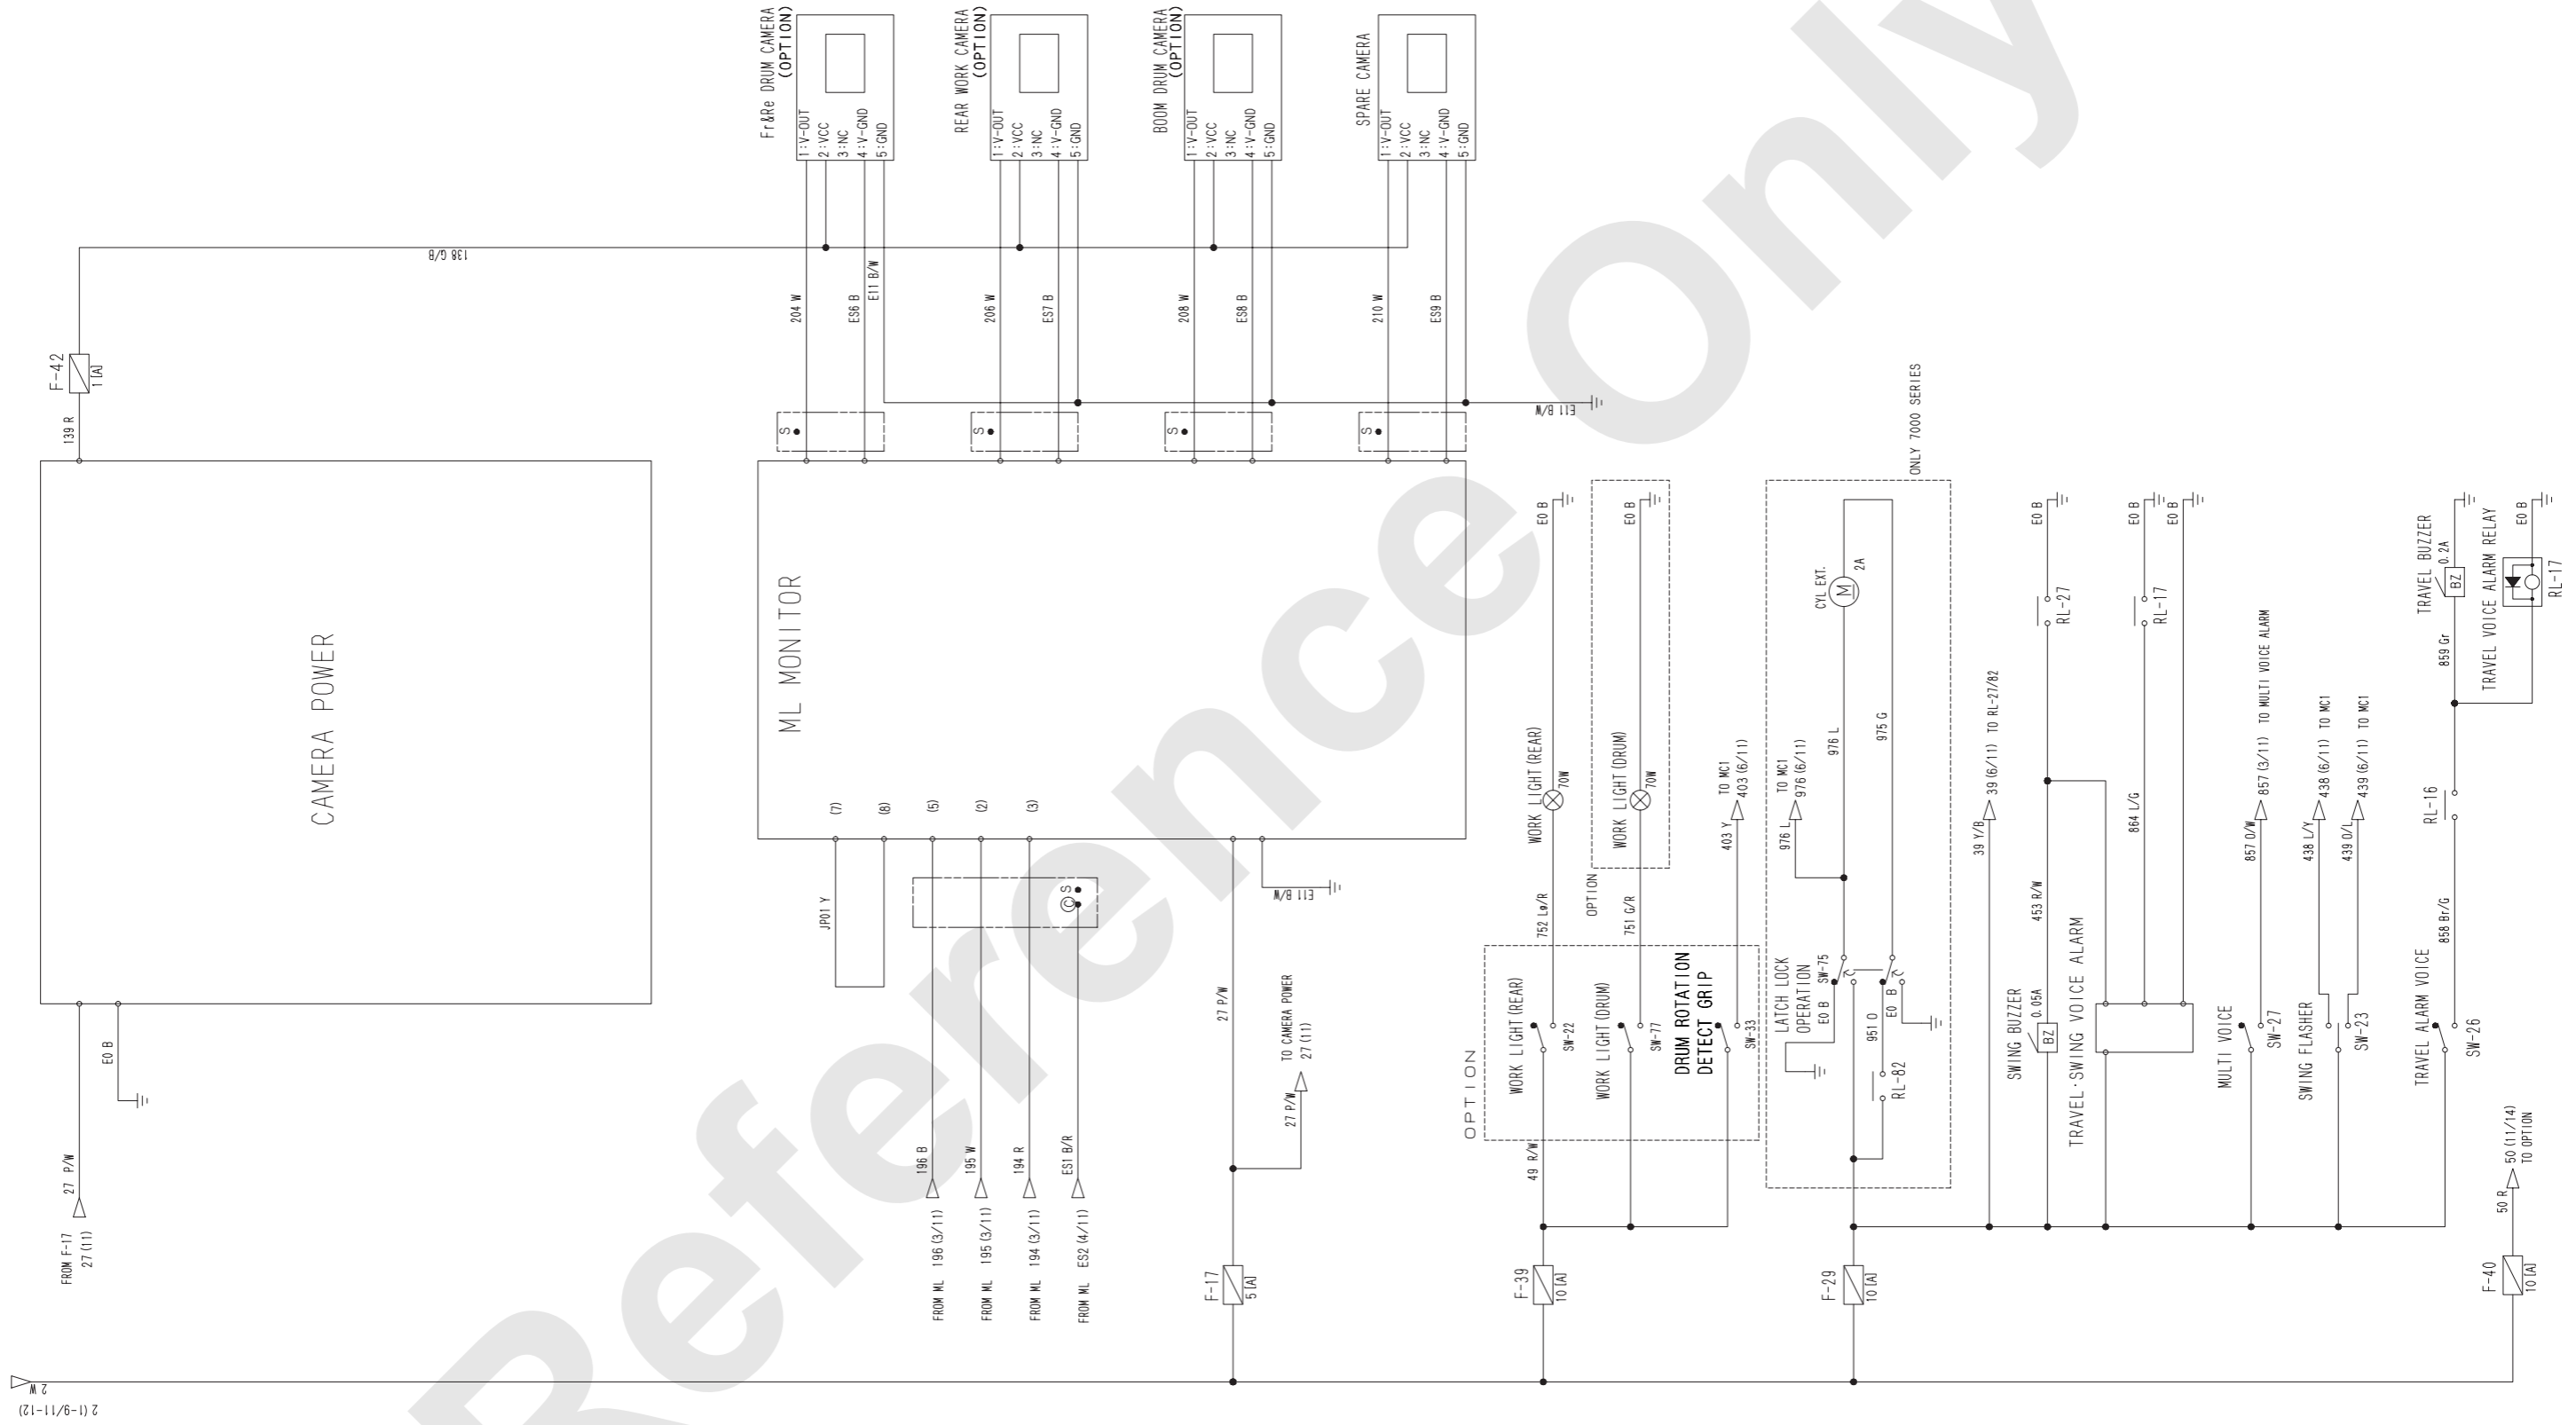 Fr&Re DRUM CAMERA
(OPTION)
1:V-OUT
2:VCC
3:NC
4:V-GND
5:GND
REAR WORK CAMERA
(OPTION)
1:V-OUT
2:VCC
3:NC
4:V-GND
5:GND
BOOM DRUM CAMERA
(OPTION)
1:V-OUT
2:VCC
3:NC
4:V-GND
5:GND
SPARE CAMERA
1:V-OUT
2:VCC
3:NC
4:V-GND
5:GND
138 G/B
204 W
ES6 B
E11 B/W
206 W
ES7 B
208 W
ES8 B
210 W
ES9 B
F-42
1[A]
139 R
S
S
S
S
E11 B/W
CAMERA POWER
ML MONITOR
(7)
(8)
(5)
(2)
(3)
JP01 Y
C
S
E11 B/W
E0 B
27 P/W
FROM F-17
27(11)
196 B
195 W
194 R
ES1 B/R
FROM ML 196(3/11)
FROM ML 195(3/11)
FROM ML 194(3/11)
FROM ML ES2(4/11)
27 P/W
27 P/W
TO CAMERA POWER
27(11)
F-17
5[A]
2 W
2(1-9/11-12)
E0 B
WORK LIGHT(REAR)
70W
752 Lg/R
E0 B
WORK LIGHT(DRUM)
70W
OPTION
751 G/R
TO MC1
403(6/11)
403 Y
OPTION
WORK LIGHT(REAR)
SW-22
WORK LIGHT(DRUM)
SW-77
DRUM ROTATION
DETECT GRIP
SW-33
49 R/W
F-39
10[A]
ONLY 7000 SERIES
CYL EXT.
M
2A
976 L
975 G
TO MC1
976(6/11)
976 L
LATCH LOCK
OPERATION
SW-75
E0 B
951 O
E0 B
RL-82
F-29
10[A]
39(6/11) TO RL-27/82
39 Y/B
E0 B
RL-27
453 R/W
SWING BUZZER
0.05A
BZ
E0 B
E0 B
RL-17
864 L/G
TRAVEL·SWING VOICE ALARM
857(3/11) TO MULTI VOICE ALARM
857 O/W
MULTI VOICE
SW-27
438(6/11) TO MC1
438 L/Y
439(6/11) TO MC1
439 O/L
SWING FLASHER
SW-23
TRAVEL BUZZER
0.2A
BZ
859 Gr
TRAVEL VOICE ALARM RELAY
E0 B
RL-17
RL-16
858 Br/G
TRAVEL ALARM VOICE
SW-26
50(11/14)
TO OPTION
50 R
F-40
10[A]
Reference Only